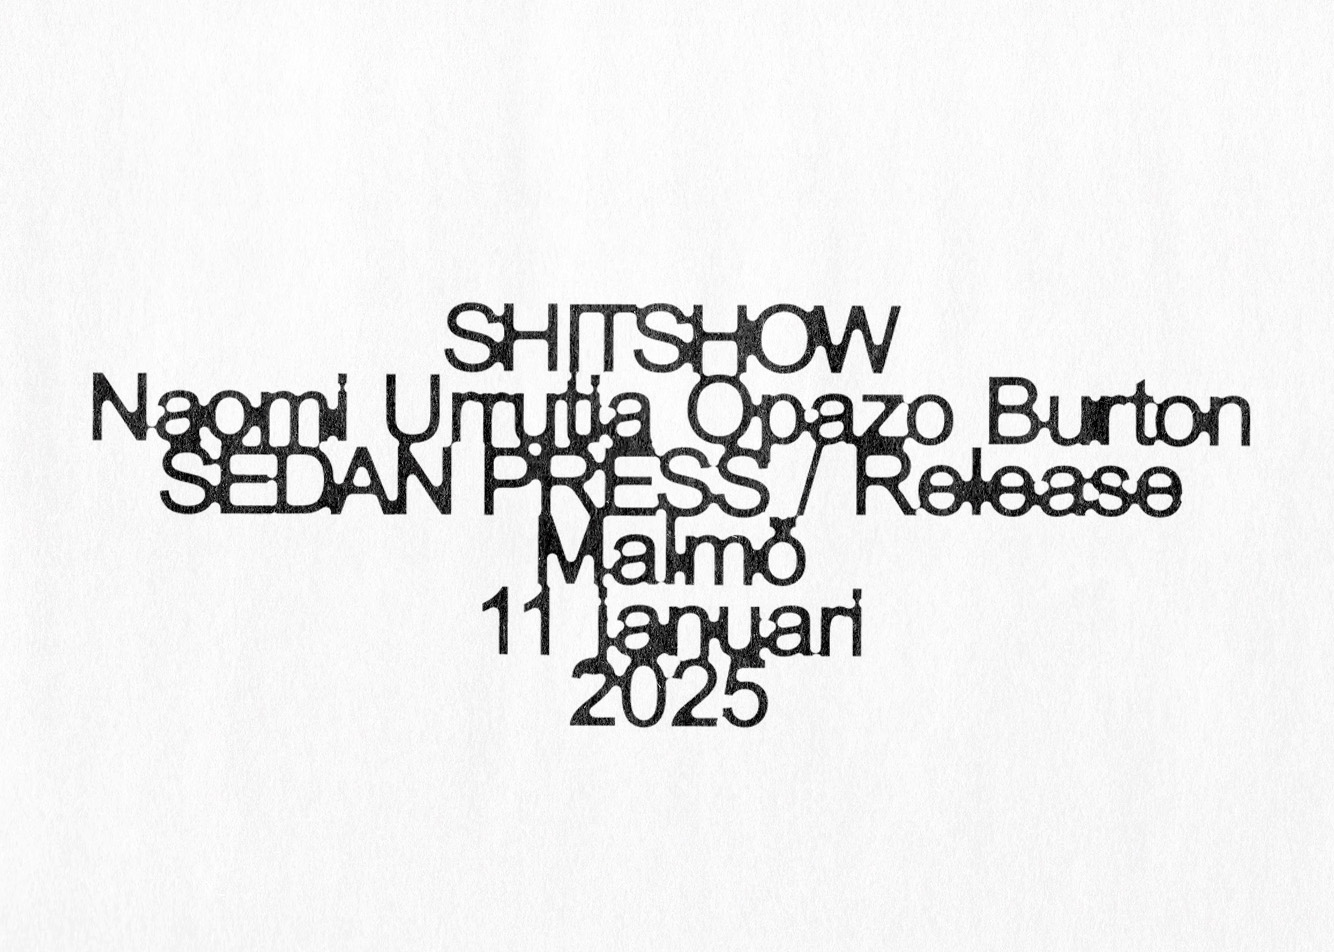 SHITSHOW
Naomi Urrutia Opazo Burton
SEDAN PRESS / Release
Malmö
11 januari
2025